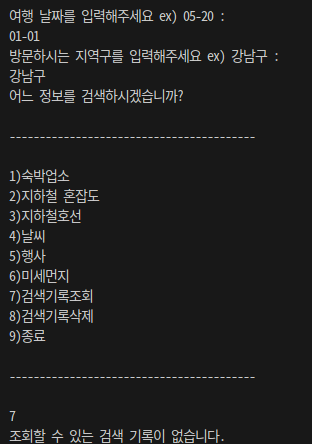 여행 날짜를 입력해주세요 ex) 05-20 :
01-01
방문하시는 지역구를 입력해주세요 ex) 강남구 :
강남구
어느 정보를 검색하시겠습니까?
-----------------------------------------
1)숙박업소
2)지하철 혼잡도
3)지하철호선
4)날씨
5)행사
6)미세먼지
7)검색기록조회
8)검색기록삭제
9)종료
-----------------------------------------
7
조회할 수 있는 검색 기록이 없습니다.